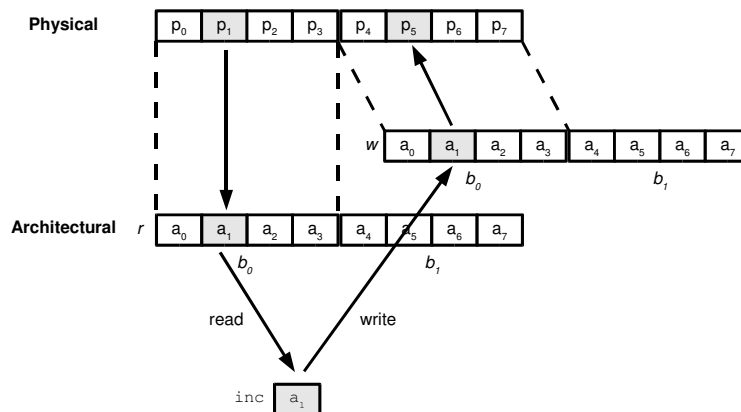 Physical p₀ p₁ p₂ p₃ p₄ p₅ p₆ p₇
w a₀ a₁ a₂ a₃ a₄ a₅ a₆ a₇
b₀ b₁
Architectural r a₀ a₁ a₂ a₃ a₄ a₅ a₆ a₇
b₀ b₁
read write
inc a₁